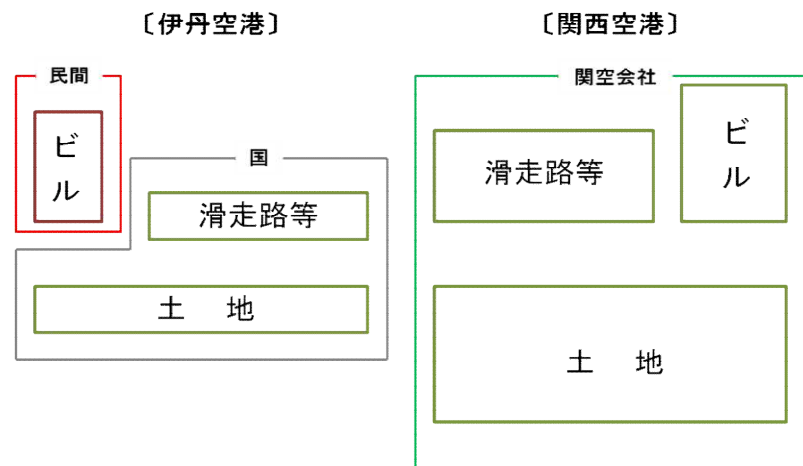 〔伊丹空港〕
民間
ビル
国
滑走路等
土　地
〔関西空港〕
関空会社
滑走路等
ビル
土　地